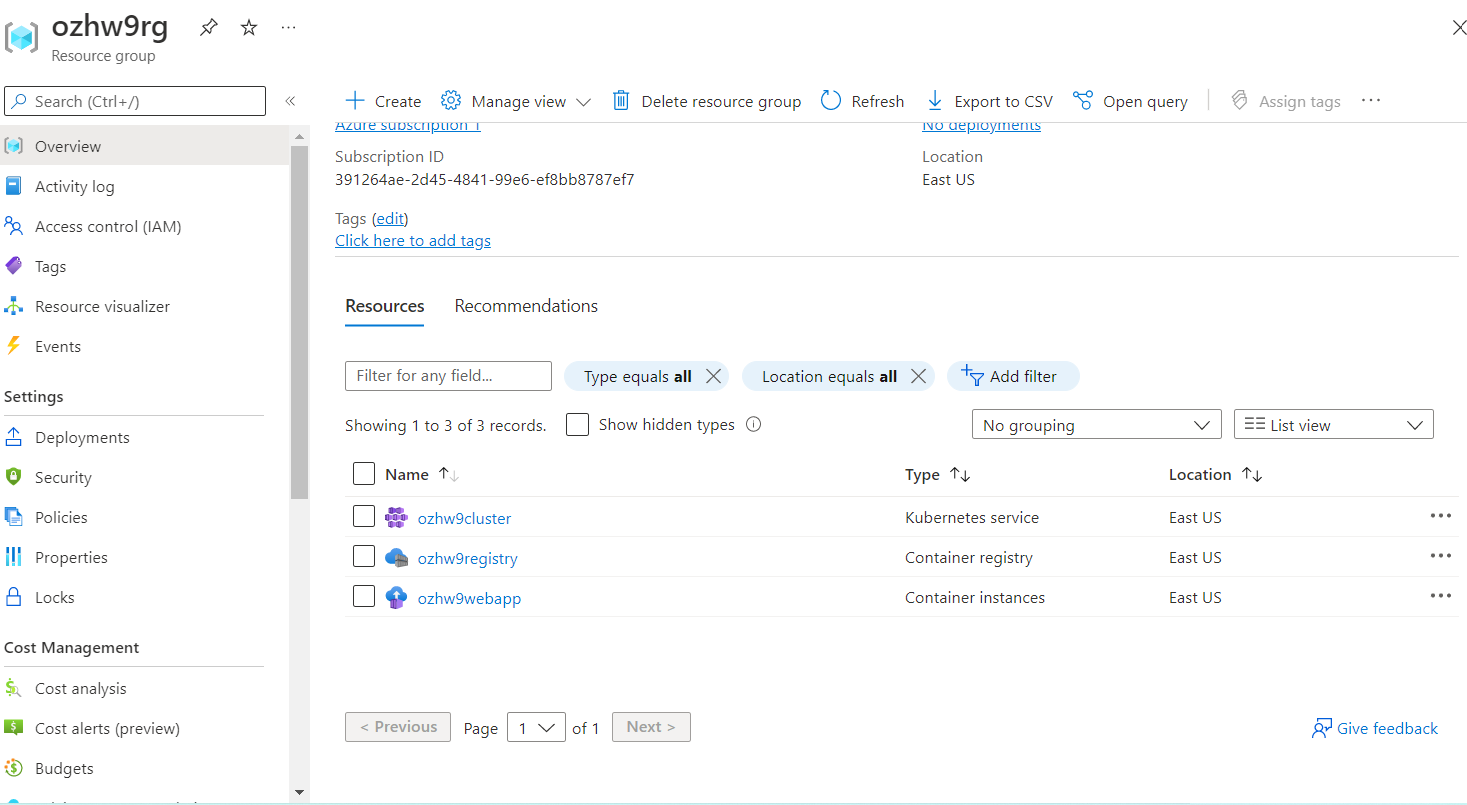 ozhw9rg
Resource group
Search (Ctrl+/)
Overview
Activity log
Access control (IAM)
Tags
Resource visualizer
Events
Settings
Deployments
Security
Policies
Properties
Locks
Cost Management
Cost analysis
Cost alerts (preview)
Budgets
Create Manage view Delete resource group Refresh Export to CSV Open query Assign tags
Azure subscription 1 No deployments
Subscription ID Location
391264ae-2d45-4841-99e6-ef8bb8787ef7 East US
Tags (edit)
Click here to add tags
Resources Recommendations
Filter for any field... Type equals all Location equals all Add filter
Showing 1 to 3 of 3 records. Show hidden types No grouping List view
Name Type Location
ozhw9cluster Kubernetes service East US
ozhw9registry Container registry East US
ozhw9webapp Container instances East US
< Previous Page 1 of 1 Next > Give feedback